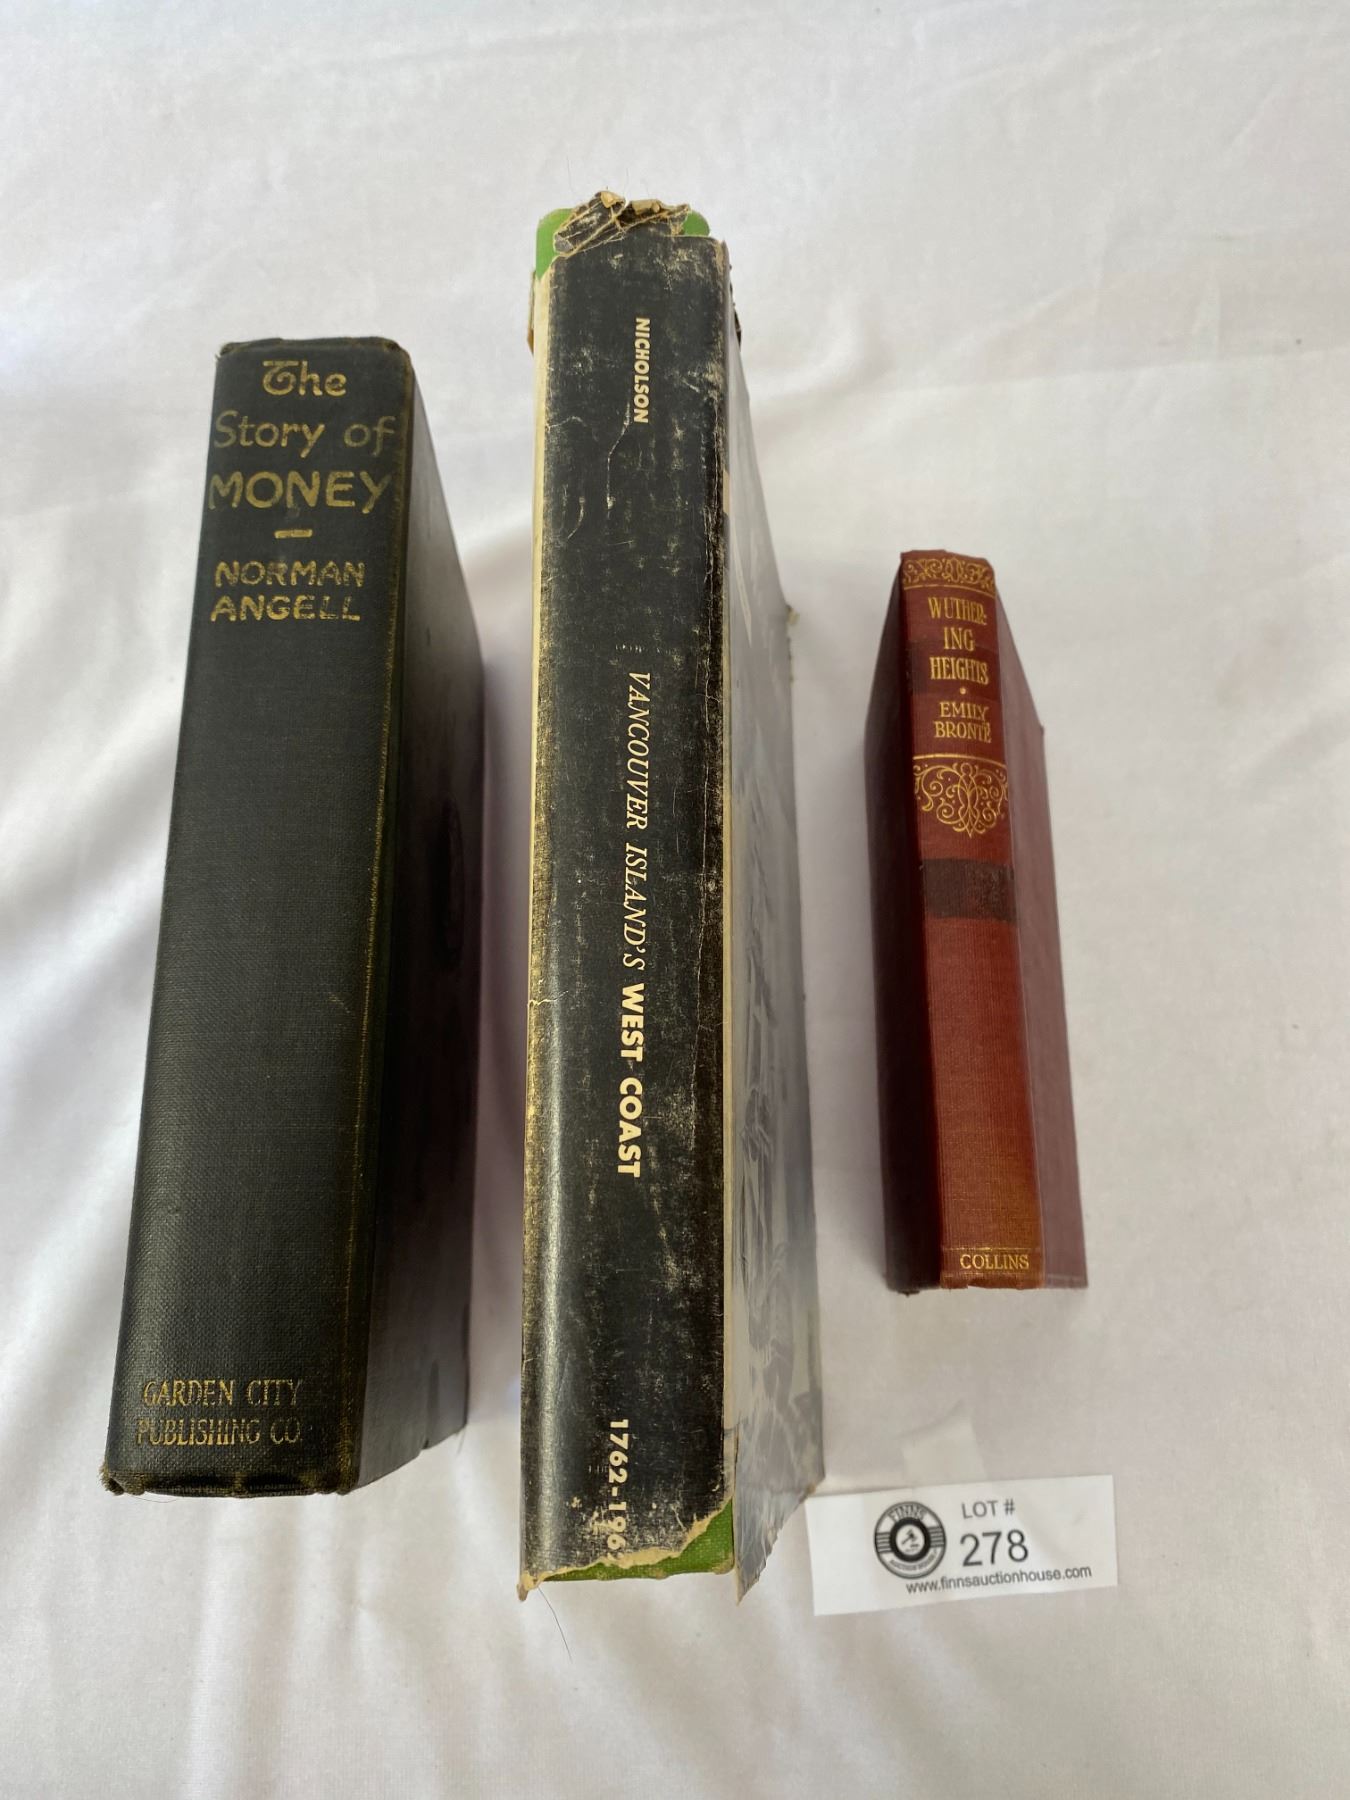 The
Story of
MONEY
NORMAN
ANGELL
GARDEN CITY
PUBLISHING CO.
NICHOLSON
VANCOUVER ISLAND'S WEST COAST
WUTHER-
ING
HEIGHTS
EMILY
BRONTË
COLLINS
FINNS
LOT #
278
www.finnsauctionhouse.com